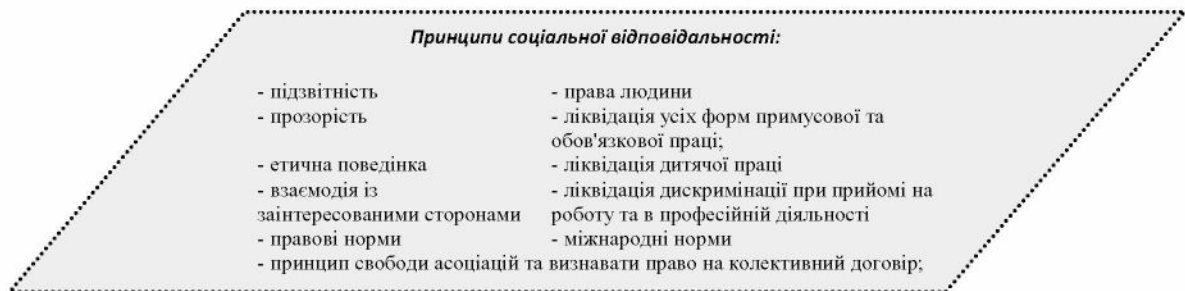 Принципи соціальної відповідальності:
- підзвітність - права людини
- прозорість - ліквідація усіх форм примусової та
обов'язкової праці;
- етична поведінка - ліквідація дитячої праці
- взаємодія із - ліквідація дискримінації при прийомі на
заінтересованими сторонами роботу та в професійній діяльності
- правові норми - міжнародні норми
- принцип свободи асоціацій та визнавати право на колективний договір;